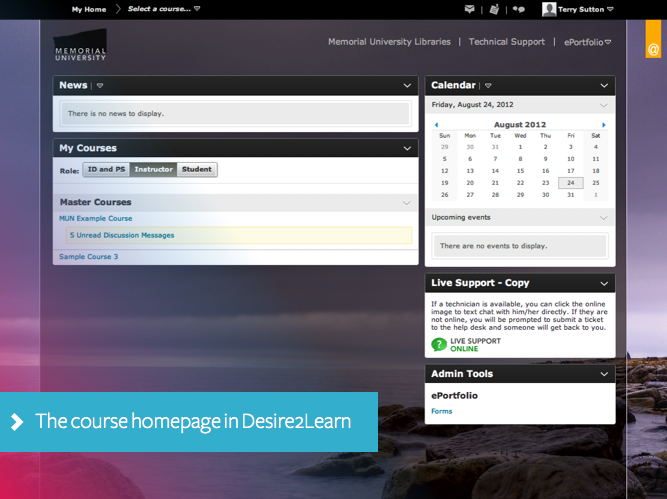 My Home Select a course...
Terry Sutton
MEMORIAL
UNIVERSITY
Memorial University Libraries | Technical Support | ePortfolio
@
News
There is no news to display.
My Courses
Role: ID and PS Instructor Student
Master Courses
MUN Example Course
5 Unread Discussion Messages
Sample Course 3
Calendar
Friday, August 24, 2012
August 2012
Sun Mon Tue Wed Thu Fri Sat
29 30 31 1 2 3 4
5 6 7 8 9 10 11
12 13 14 15 16 17 18
19 20 21 22 23 24 25
26 27 28 29 30 31 1
Upcoming events
There are no events to display.
Live Support - Copy
If a technician is available, you can click the online
image to text chat with him/her directly. If they are
not online, you will be prompted to submit a ticket
to the help desk and someone will get back to you.
? LIVE SUPPORT
ONLINE
Admin Tools
ePortfolio
Forms
The course homepage in Desire2Learn